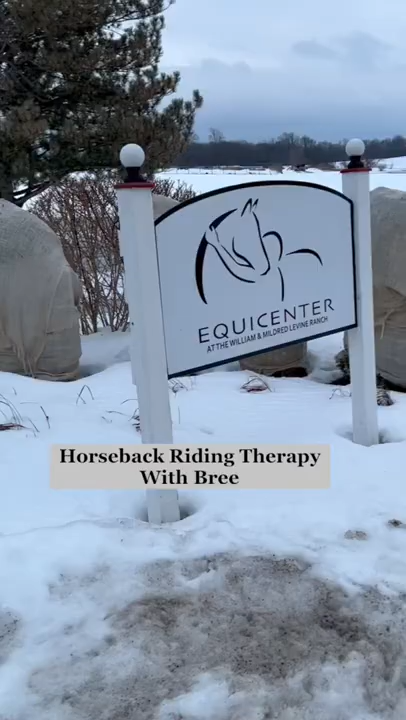 EQUICENTER
AT THE WILLIAM & MILDRED LEVINE RANCH
Horseback Riding Therapy
With Bree